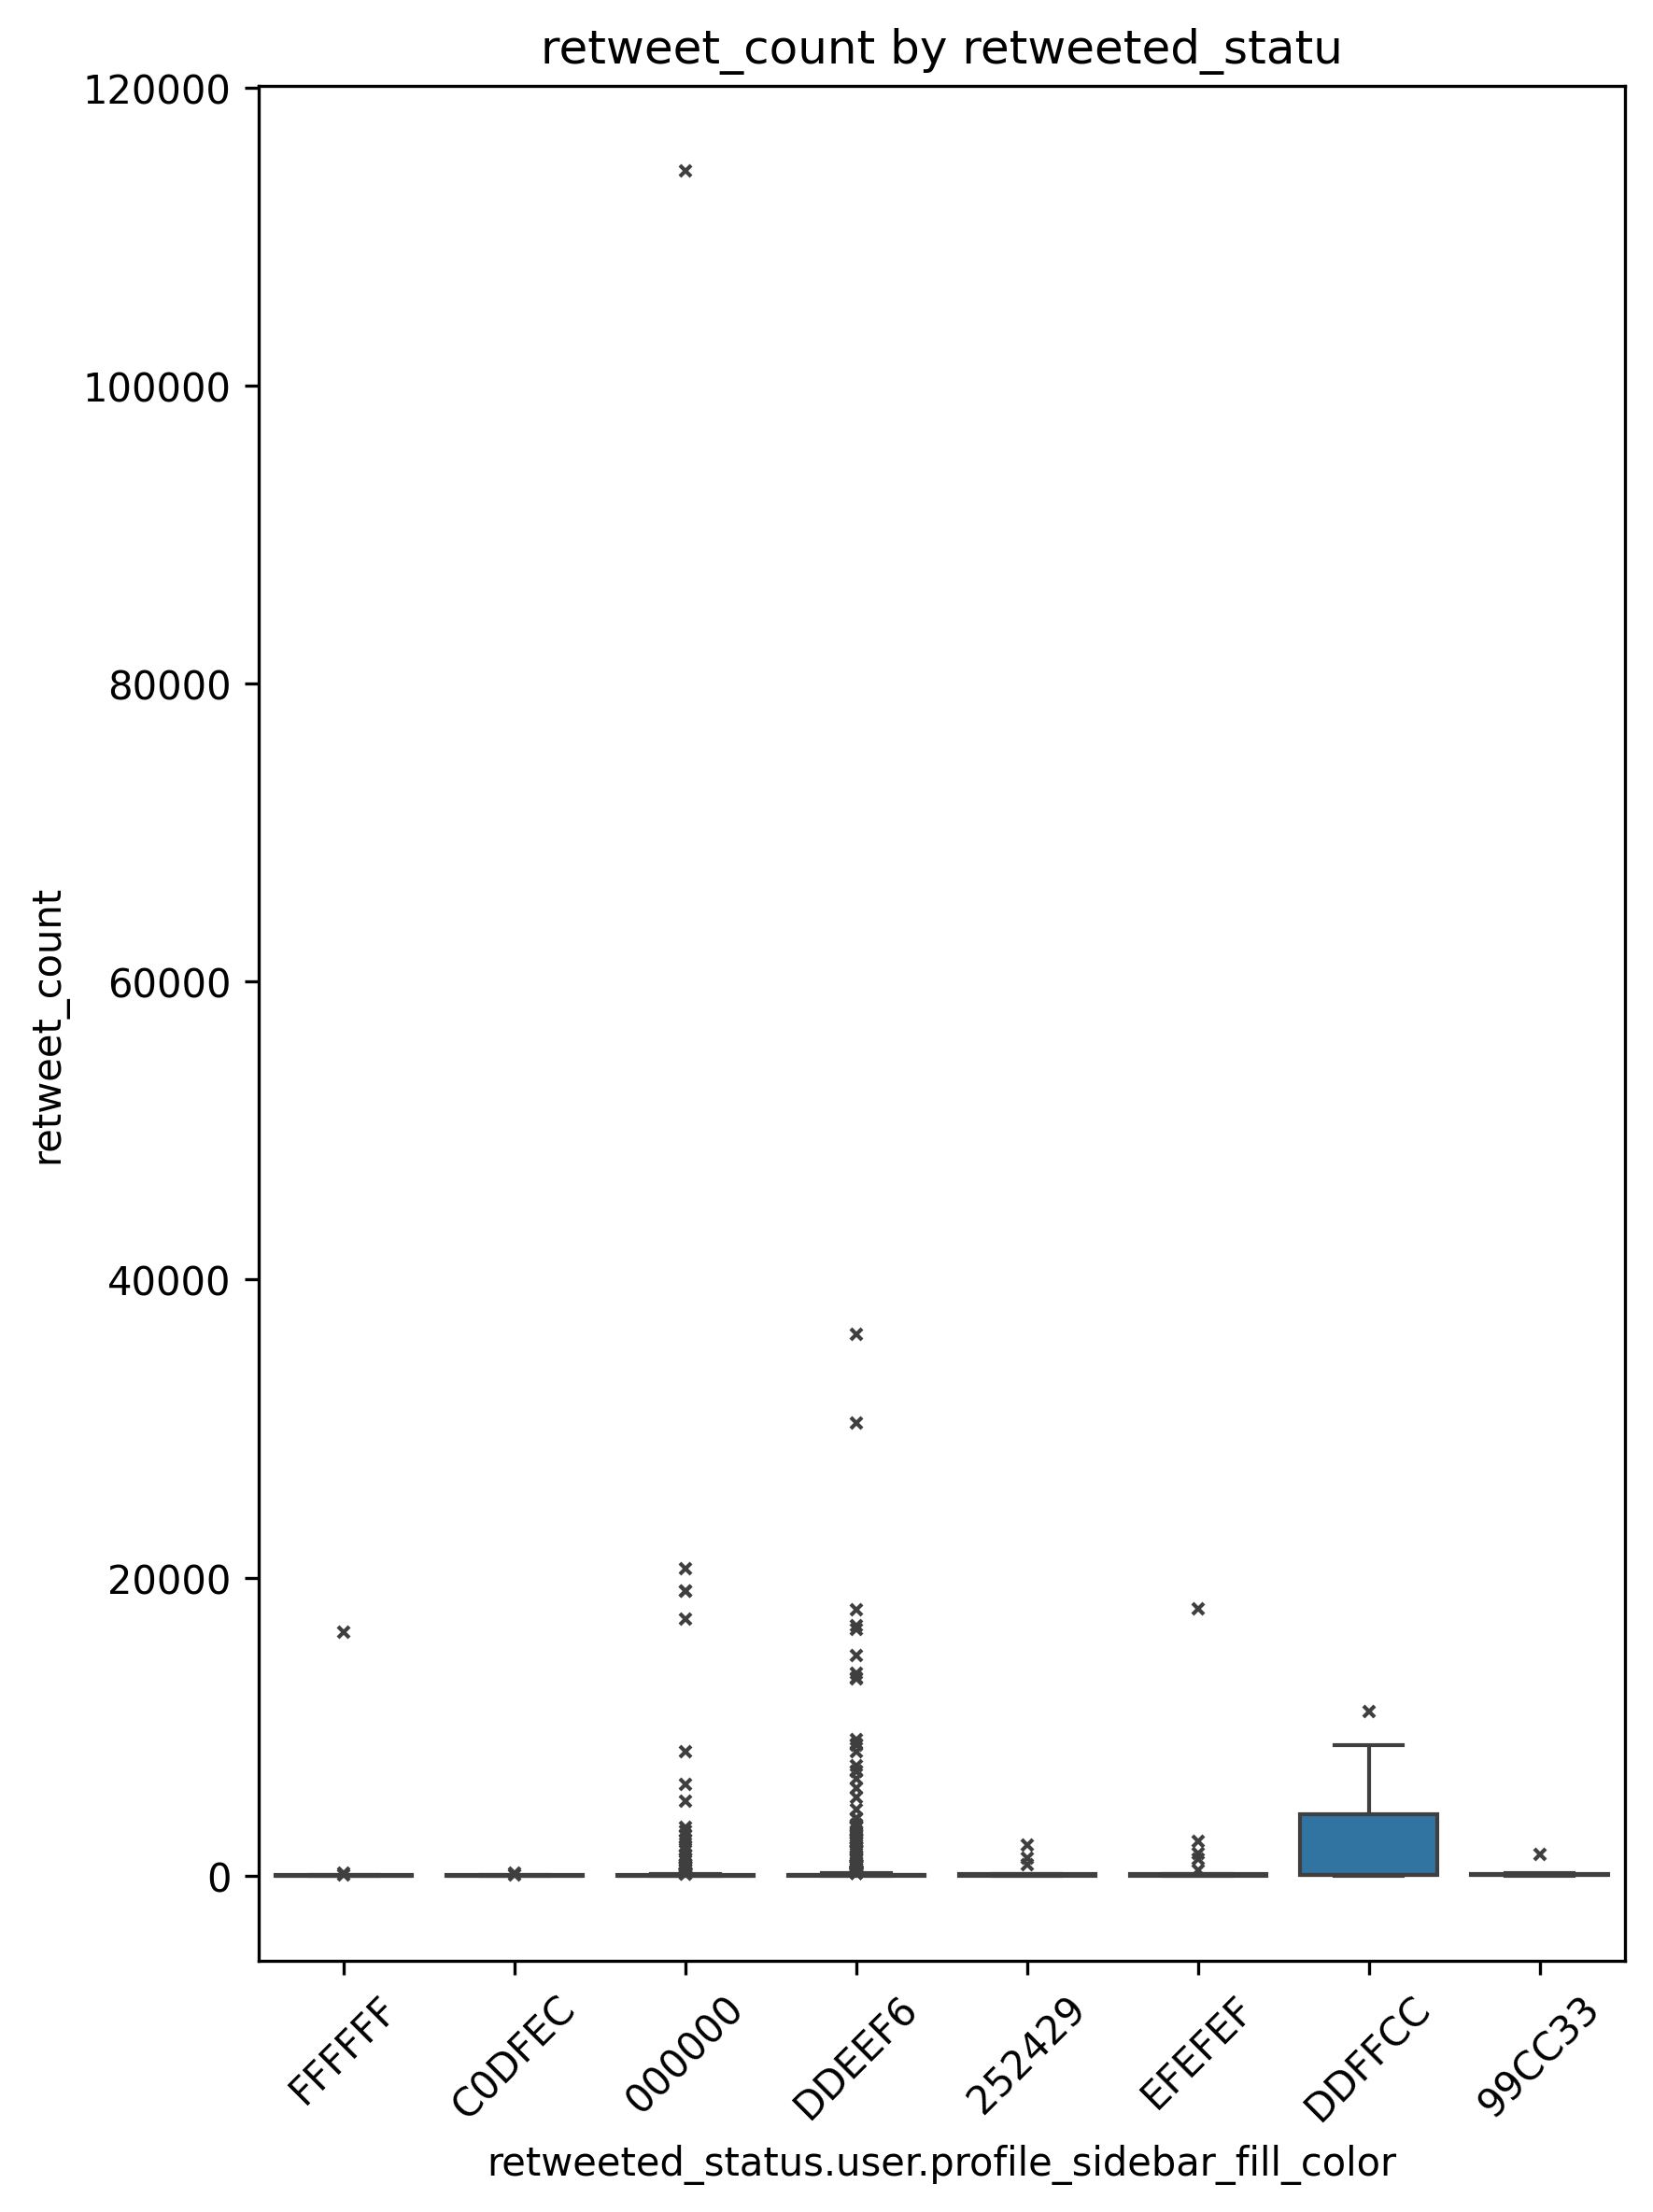 retweet_count by retweeted_statu
120000
100000
80000
60000
40000
20000
0
retweet_count
FFFFFF
C0DFEC
000000
DDEEF6
252429
EFEFEF
DDFFCC
99CC33
retweeted_status.user.profile_sidebar_fill_color